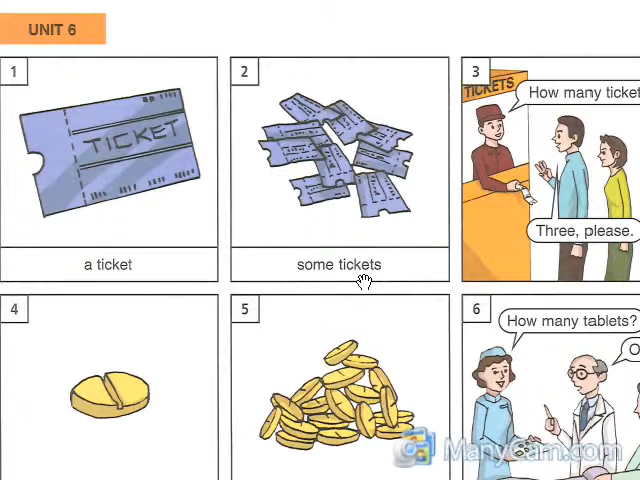 UNIT 6
1
TICKET
a ticket
2
some tickets
3
TICKETS
How many ticket
Three, please.
4
5
6
How many tablets?
O
ManyCam.com